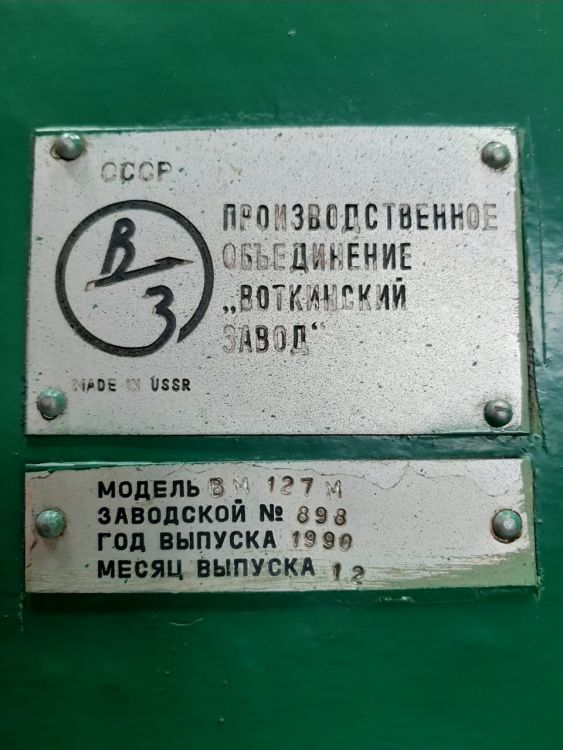 СССР
В
З
ПРОИЗВОДСТВЕННОЕ
ОБЪЕДИНЕНИЕ
„ВОТКИНСКИЙ
ЗАВОД“
MADE IN USSR
МОДЕЛЬ ВМ 127 М
ЗАВОДСКОЙ № 898
ГОД ВЫПУСКА 1990
МЕСЯЦ ВЫПУСКА 12